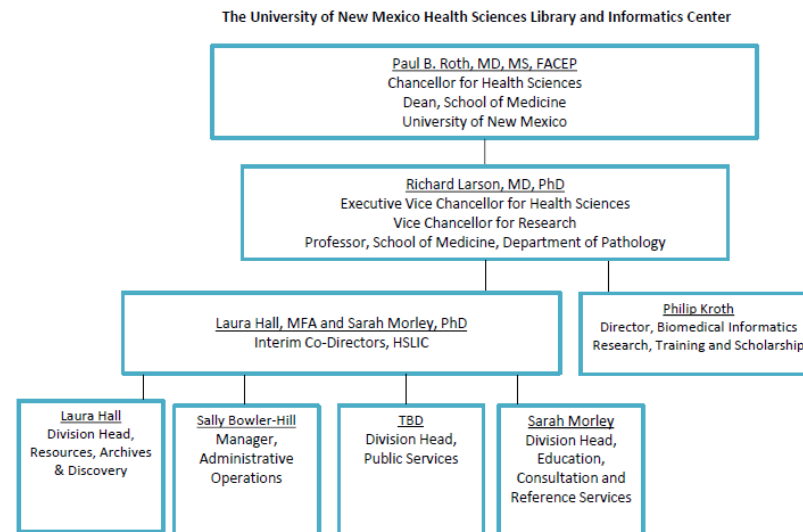 The University of New Mexico Health Sciences Library and Informatics Center
Paul B. Roth, MD, MS, FACEP
Chancellor for Health Sciences
Dean, School of Medicine
University of New Mexico
Richard Larson, MD, PhD
Executive Vice Chancellor for Health Sciences
Vice Chancellor for Research
Professor, School of Medicine, Department of Pathology
Laura Hall, MFA and Sarah Morley, PhD
Interim Co-Directors, HSLIC
Philip Kroth
Director, Biomedical Informatics
Research, Training and Scholarship
Laura Hall
Division Head,
Resources, Archives
& Discovery
Sally Bowler-Hill
Manager,
Administrative
Operations
TBD
Division Head,
Public Services
Sarah Morley
Division Head,
Education,
Consultation and
Reference Services